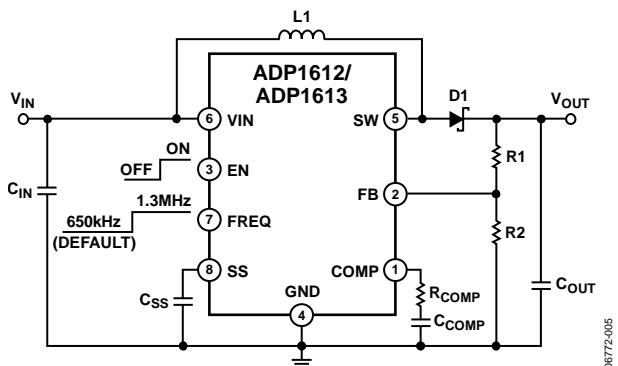 L1
ADP1612/
ADP1613
VIN
6 VIN
SW 5
D1
VOUT
ON
OFF
3 EN
R1
CIN
1.3MHz
FB 2
650kHz
(DEFAULT)
7 FREQ
R2
8 SS
COMP 1
CSS
GND
4
RCOMP
CCOMP
COUT
06772-005